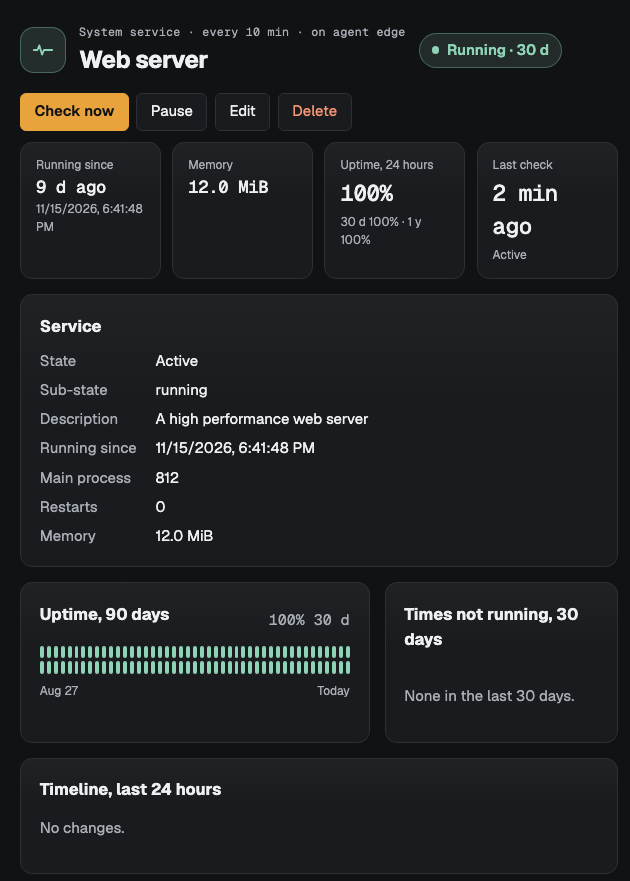 System service · every 10 min · on agent edge
Web server
Running · 30 d
Check now
Pause
Edit
Delete
Running since
9 d ago
11/15/2026, 6:41:48
PM
Memory
12.0 MiB
Uptime, 24 hours
100%
30 d 100% · 1 y
100%
Last check
2 min
ago
Active
Service
State Active
Sub-state running
Description A high performance web server
Running since 11/15/2026, 6:41:48 PM
Main process 812
Restarts 0
Memory 12.0 MiB
Uptime, 90 days
100% 30 d
Aug 27 Today
Times not running, 30
days
None in the last 30 days.
Timeline, last 24 hours
No changes.